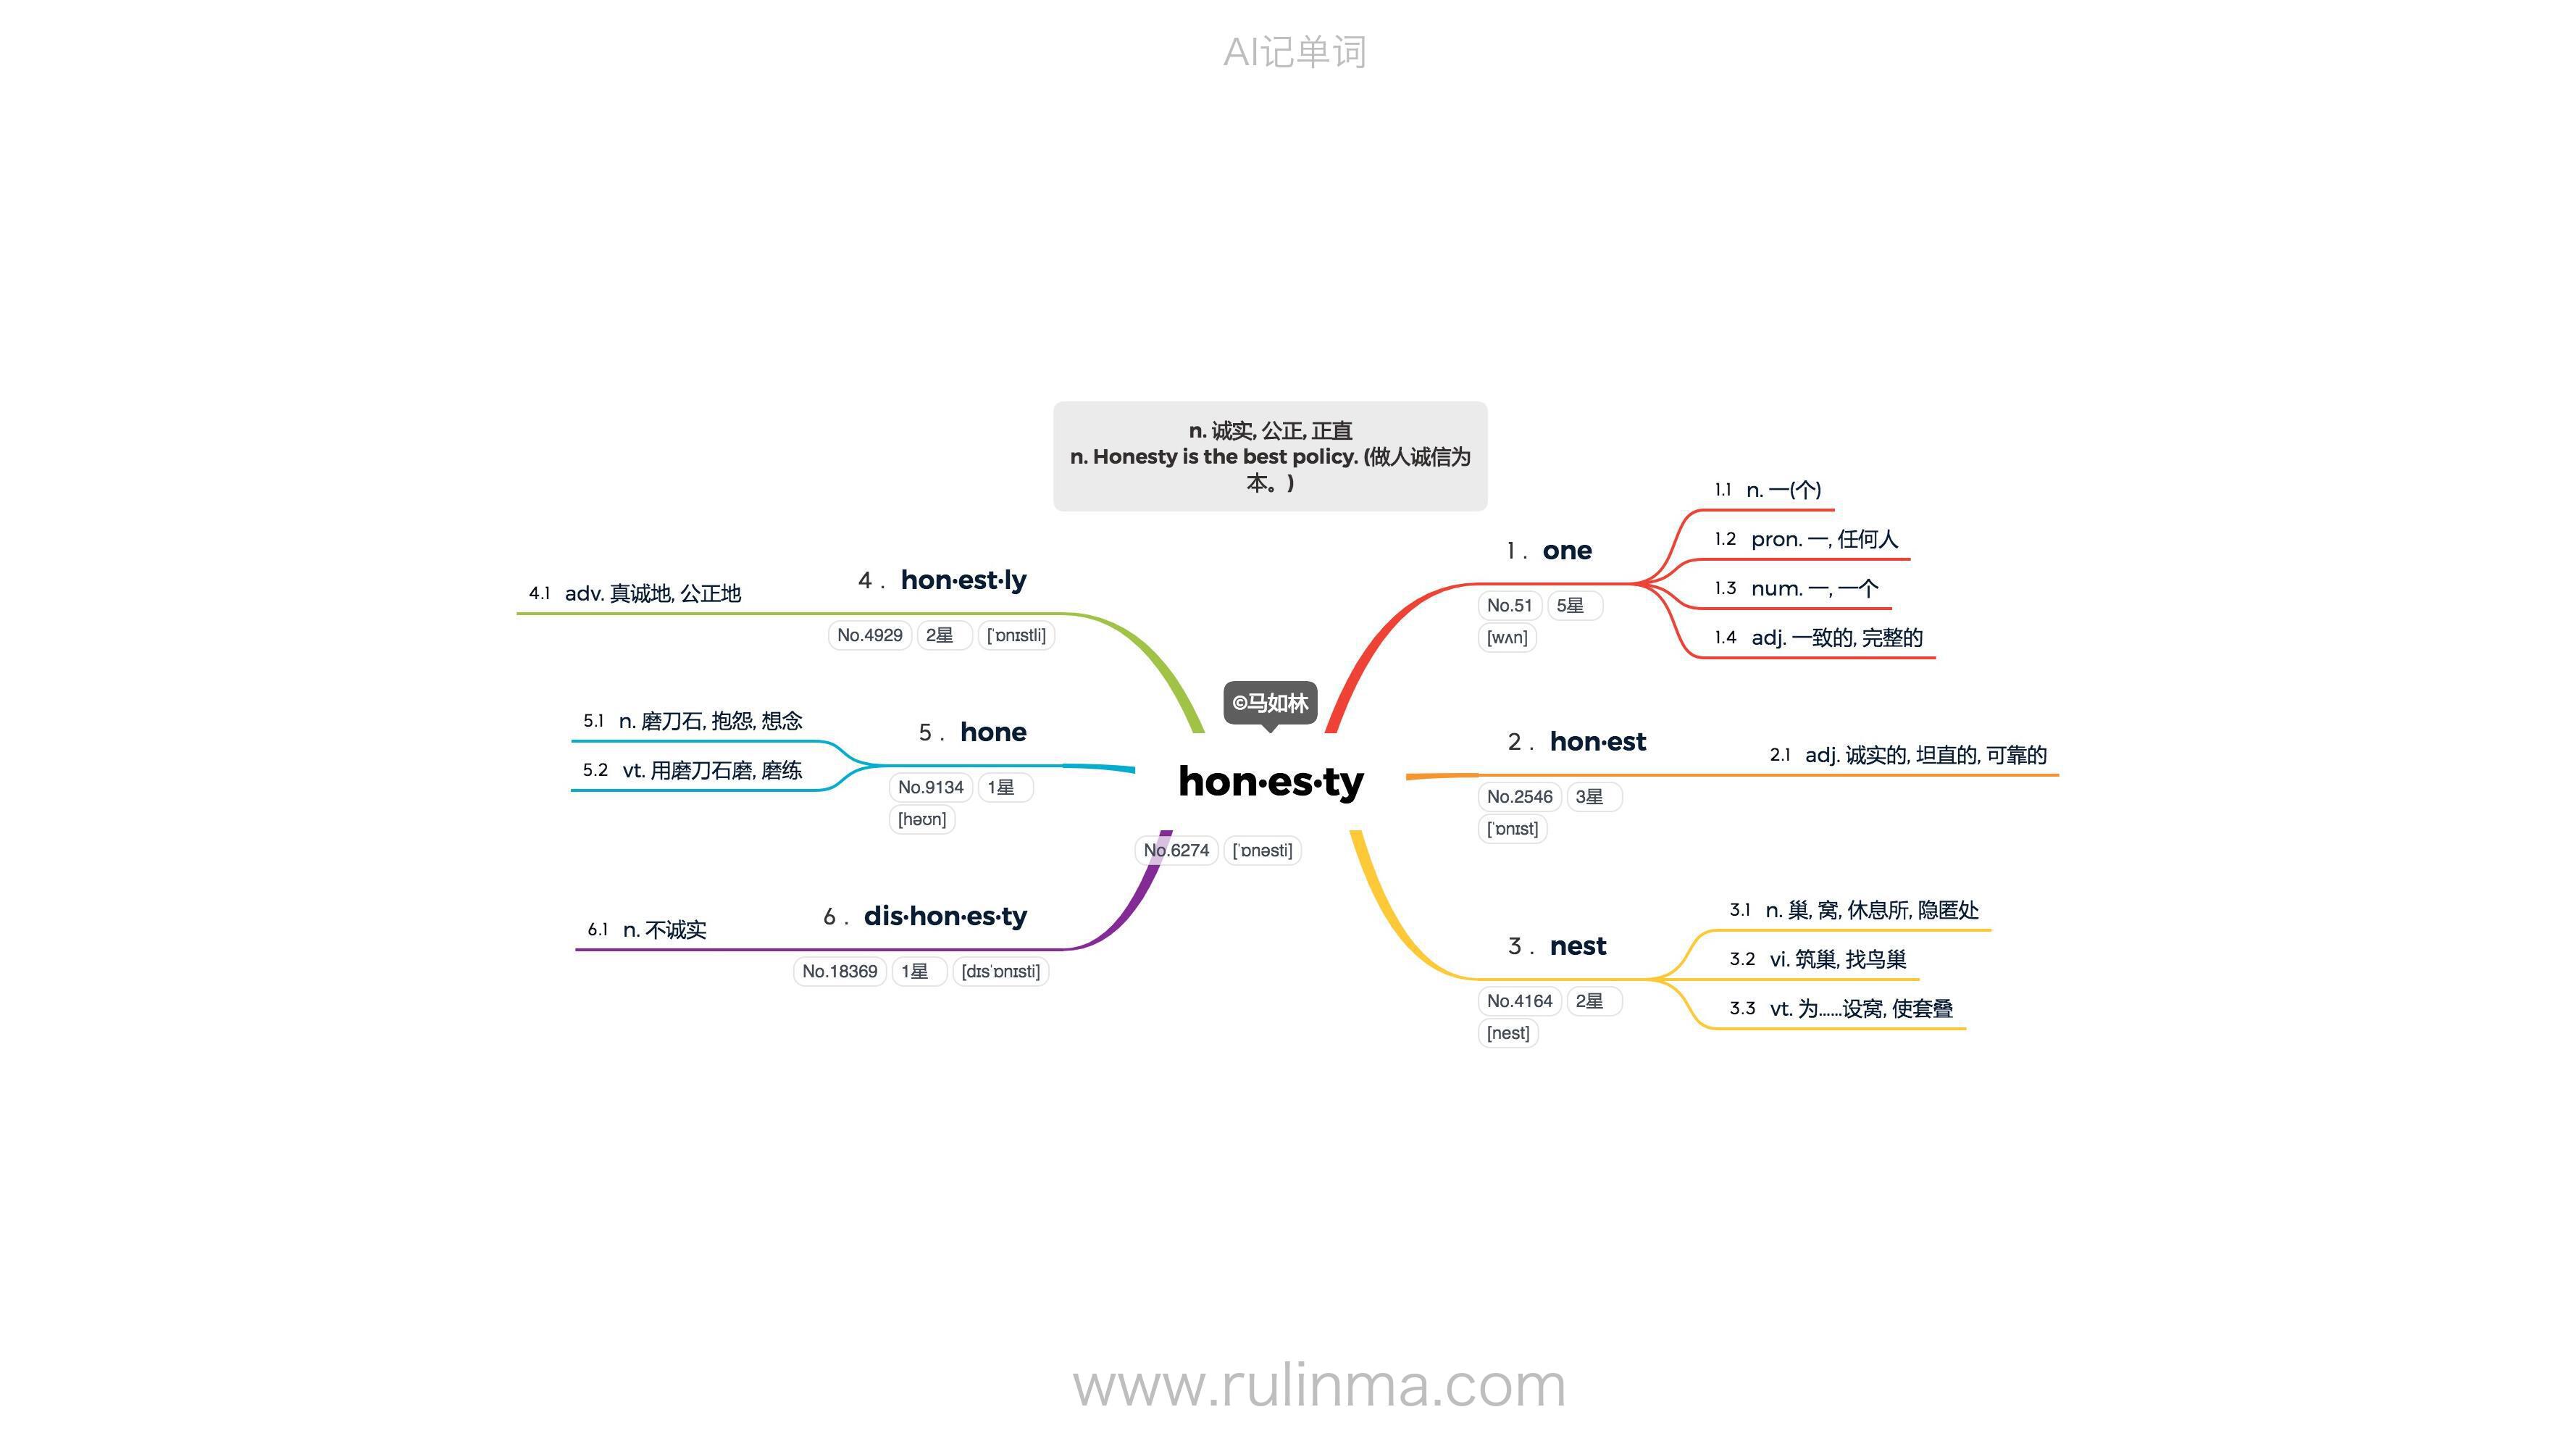 AI记单词
n. 诚实, 公正, 正直
n. Honesty is the best policy. (做人诚信为
本。)
©马如林
hon·es·ty
No.6274 [ˈɒnəsti]
1 . one
No.51 5星
[wʌn]
1.1 n. 一(个)
1.2 pron. 一, 任何人
1.3 num. 一, 一个
1.4 adj. 一致的, 完整的
2 . hon·est
No.2546 3星
[ˈɒnɪst]
2.1 adj. 诚实的, 坦直的, 可靠的
3 . nest
No.4164 2星
[nest]
3.1 n. 巢, 窝, 休息所, 隐匿处
3.2 vi. 筑巢, 找鸟巢
3.3 vt. 为……设窝, 使套叠
4 . hon·est·ly
No.4929 2星 [ˈɒnɪstli]
4.1 adv. 真诚地, 公正地
5 . hone
No.9134 1星
[həʊn]
5.1 n. 磨刀石, 抱怨, 想念
5.2 vt. 用磨刀石磨, 磨练
6 . dis·hon·es·ty
No.18369 1星 [dɪsˈɒnɪsti]
6.1 n. 不诚实
www.rulinma.com